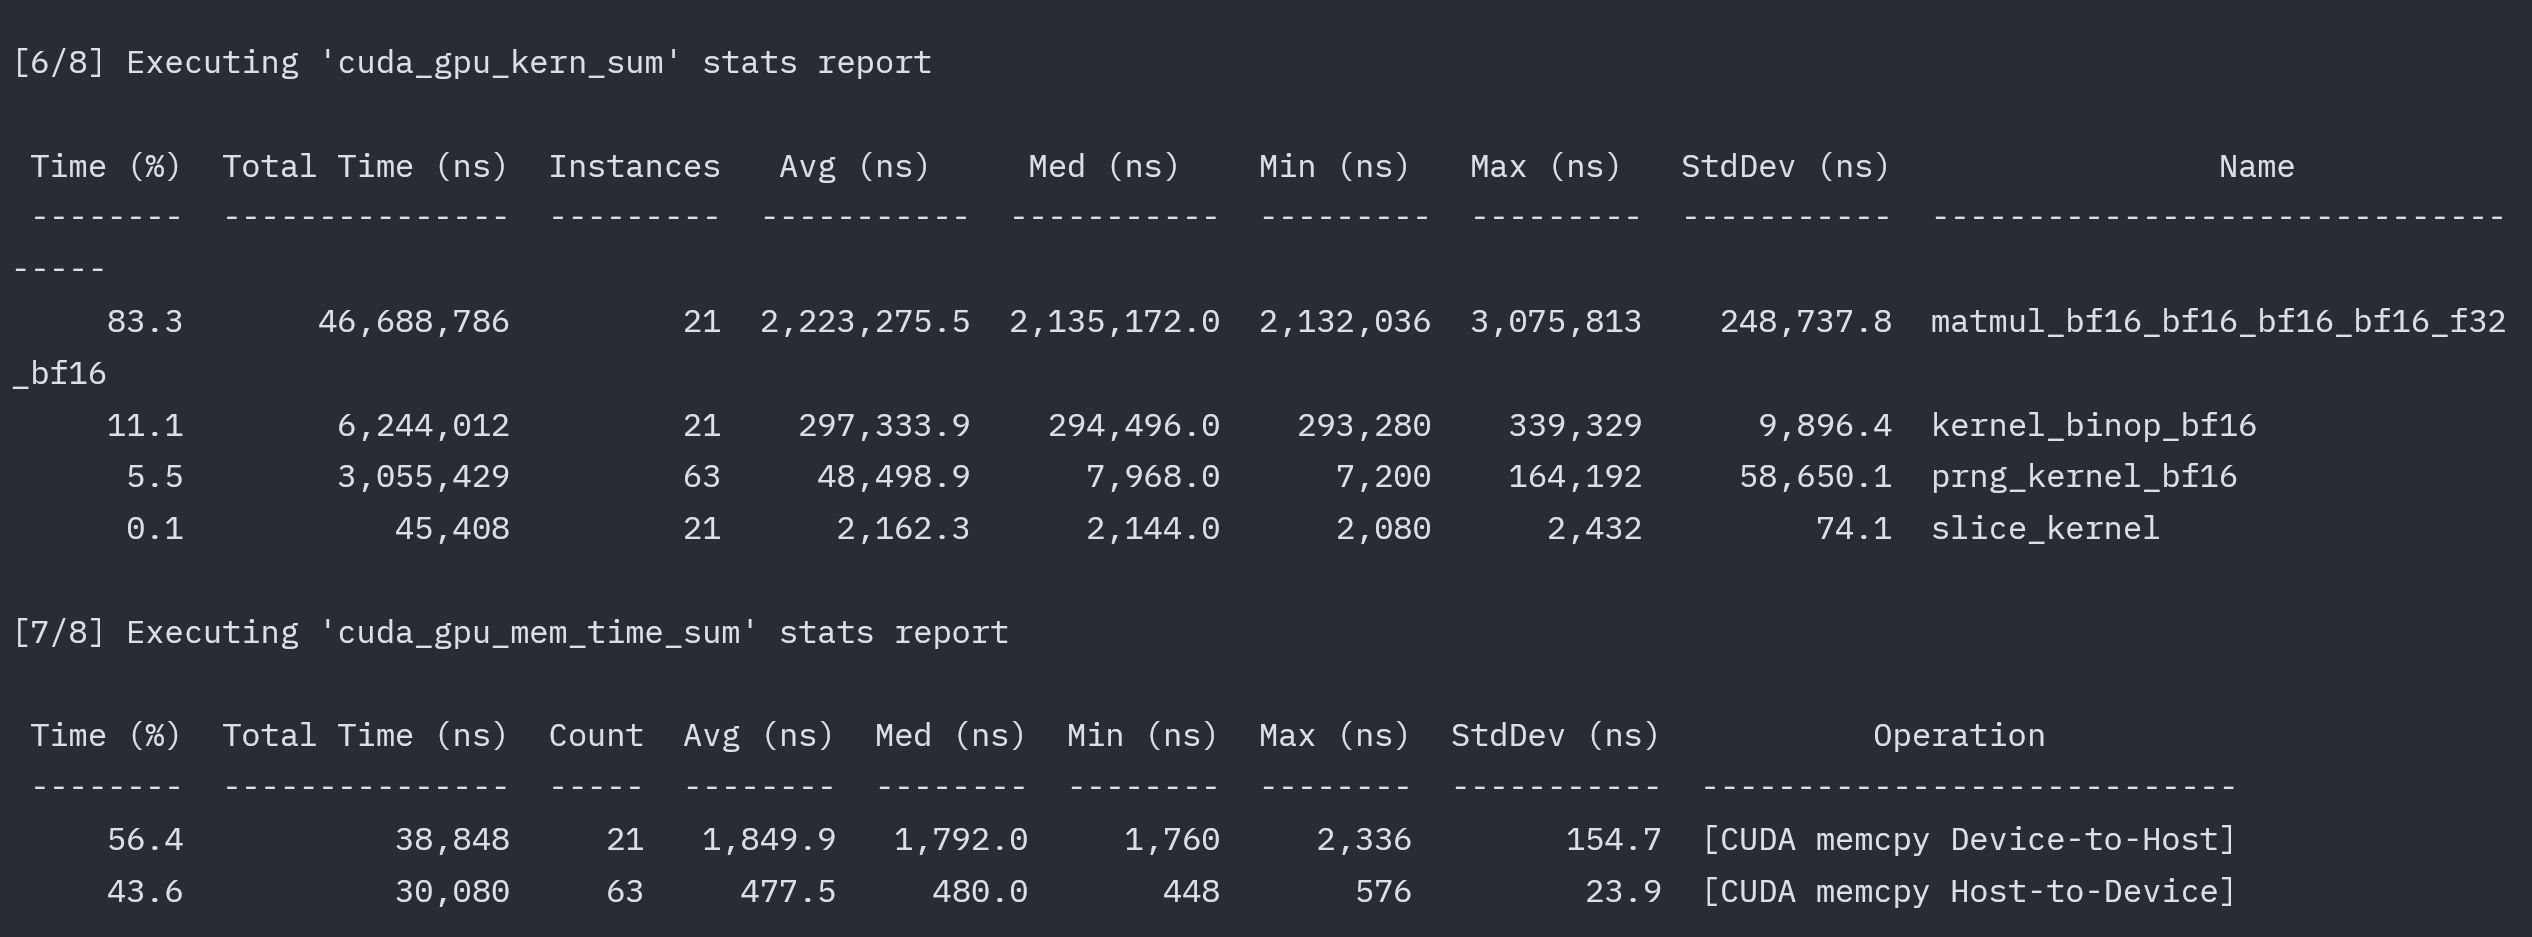 [6/8] Executing 'cuda_gpu_kern_sum' stats report
Time (%)  Total Time (ns)  Instances   Avg (ns)     Med (ns)    Min (ns)   Max (ns)   StdDev (ns)                 Name
--------  ---------------  ---------  -----------  -----------  ---------  ---------  -----------  ------------------------------
-----
83.3       46,688,786         21  2,223,275.5  2,135,172.0  2,132,036  3,075,813    248,737.8  matmul_bf16_bf16_bf16_bf16_f32
_bf16
11.1        6,244,012         21    297,333.9    294,496.0    293,280    339,329      9,896.4  kernel_binop_bf16
5.5        3,055,429         63     48,498.9      7,968.0      7,200    164,192     58,650.1  prng_kernel_bf16
0.1           45,408         21      2,162.3      2,144.0      2,080      2,432         74.1  slice_kernel
[7/8] Executing 'cuda_gpu_mem_time_sum' stats report
Time (%)  Total Time (ns)  Count  Avg (ns)  Med (ns)  Min (ns)  Max (ns)  StdDev (ns)           Operation
--------  ---------------  -----  --------  --------  --------  --------  -----------  ----------------------------
56.4           38,848     21   1,849.9   1,792.0     1,760     2,336        154.7  [CUDA memcpy Device-to-Host]
43.6           30,080     63     477.5     480.0       448       576         23.9  [CUDA memcpy Host-to-Device]